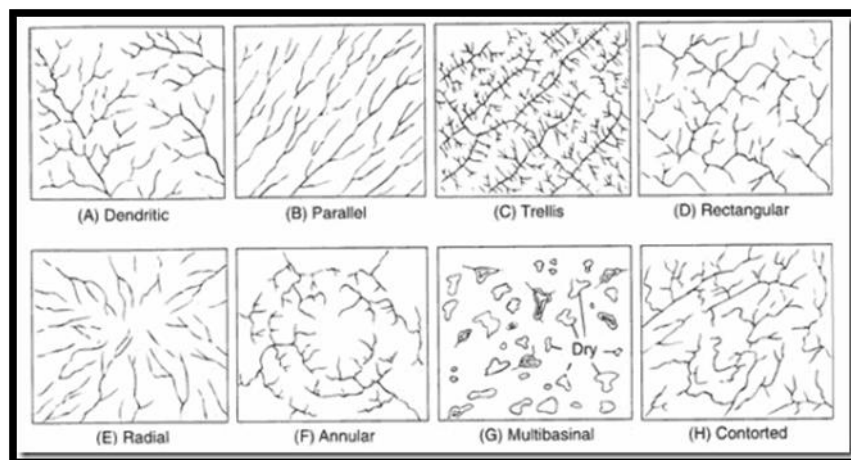 (A) Dendritic
(B) Parallel
(C) Trellis
(D) Rectangular
Dry
(E) Radial
(F) Annular
(G) Multibasinal
(H) Contorted